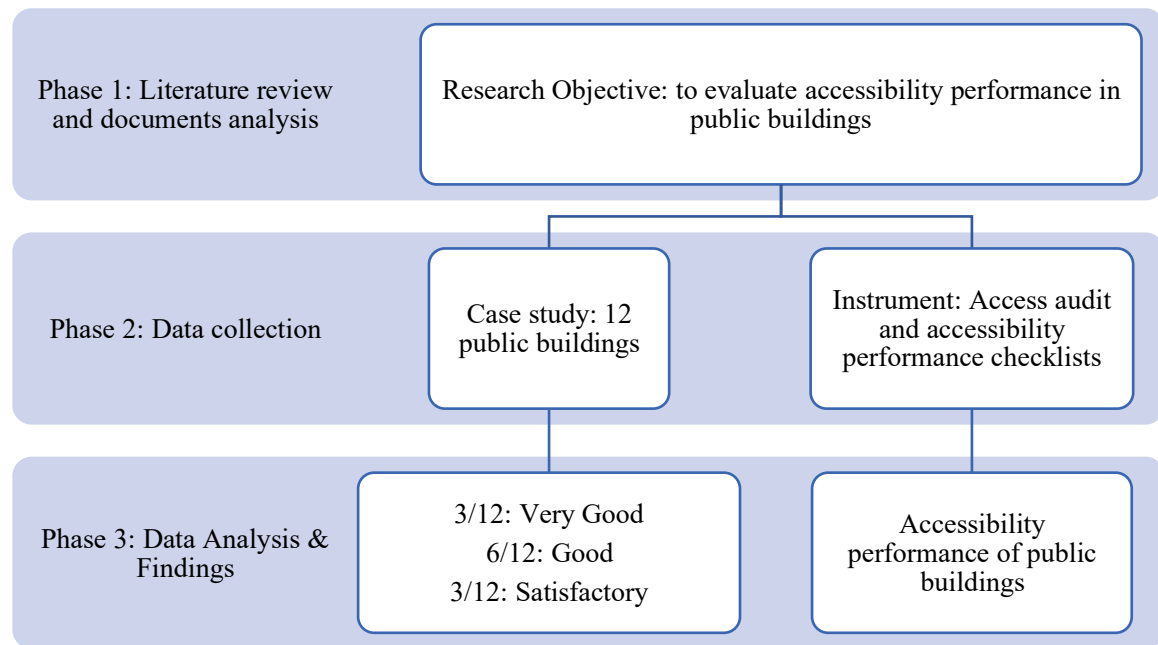 Phase 1: Literature review
and documents analysis
Research Objective: to evaluate accessibility performance in
public buildings
Phase 2: Data collection
Case study: 12
public buildings
Instrument: Access audit
and accessibility
performance checklists
Phase 3: Data Analysis &
Findings
3/12: Very Good
6/12: Good
3/12: Satisfactory
Accessibility
performance of public
buildings